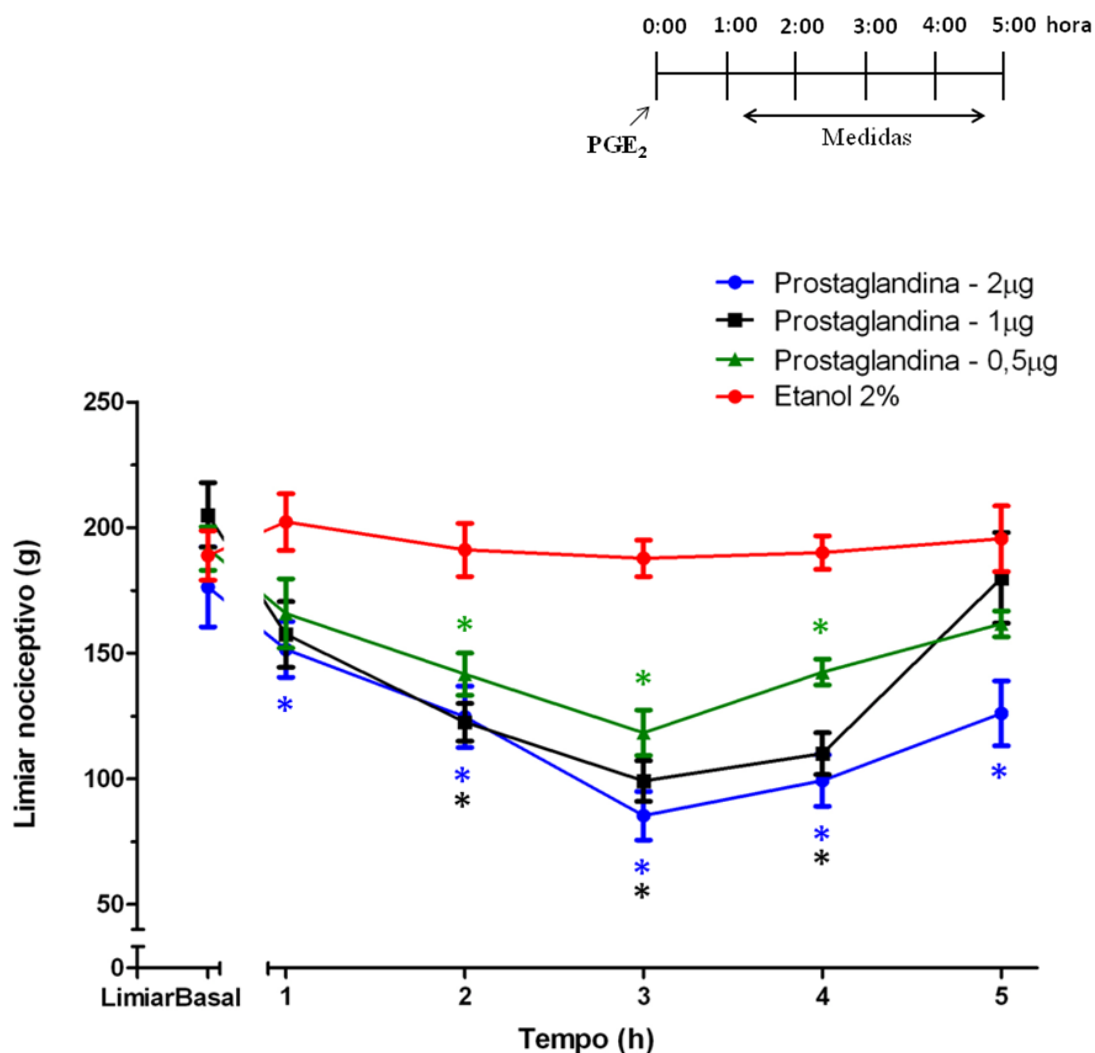 0:00 1:00 2:00 3:00 4:00 5:00 hora
PGE₂
Medidas
Prostaglandina - 2µg
Prostaglandina - 1µg
Prostaglandina - 0,5µg
Etanol 2%
250
200
150
100
50
0
Limiar nociceptivo (g)
* * *
* * * * *
* * *
LimiarBasal 1 2 3 4 5
Tempo (h)